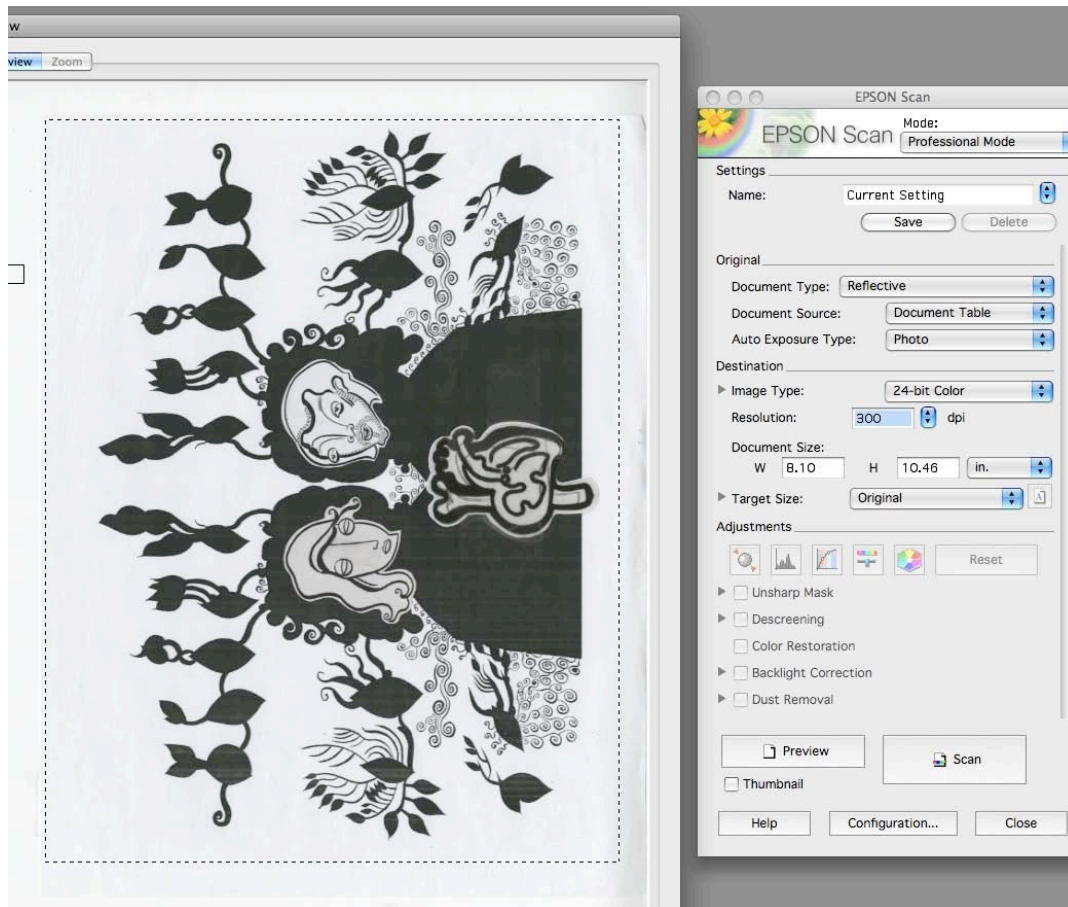 w
view Zoom
EPSON Scan
EPSON Scan
Mode:
Professional Mode
Settings
Name: Current Setting
Save Delete
Original
Document Type: Reflective
Document Source: Document Table
Auto Exposure Type: Photo
Destination
Image Type: 24-bit Color
Resolution: 300 dpi
Document Size:
W 8.10 H 10.46 in.
Target Size: Original A
Adjustments
Reset
Unsharp Mask
Descreening
Color Restoration
Backlight Correction
Dust Removal
Preview
Scan
Thumbnail
Help Configuration... Close